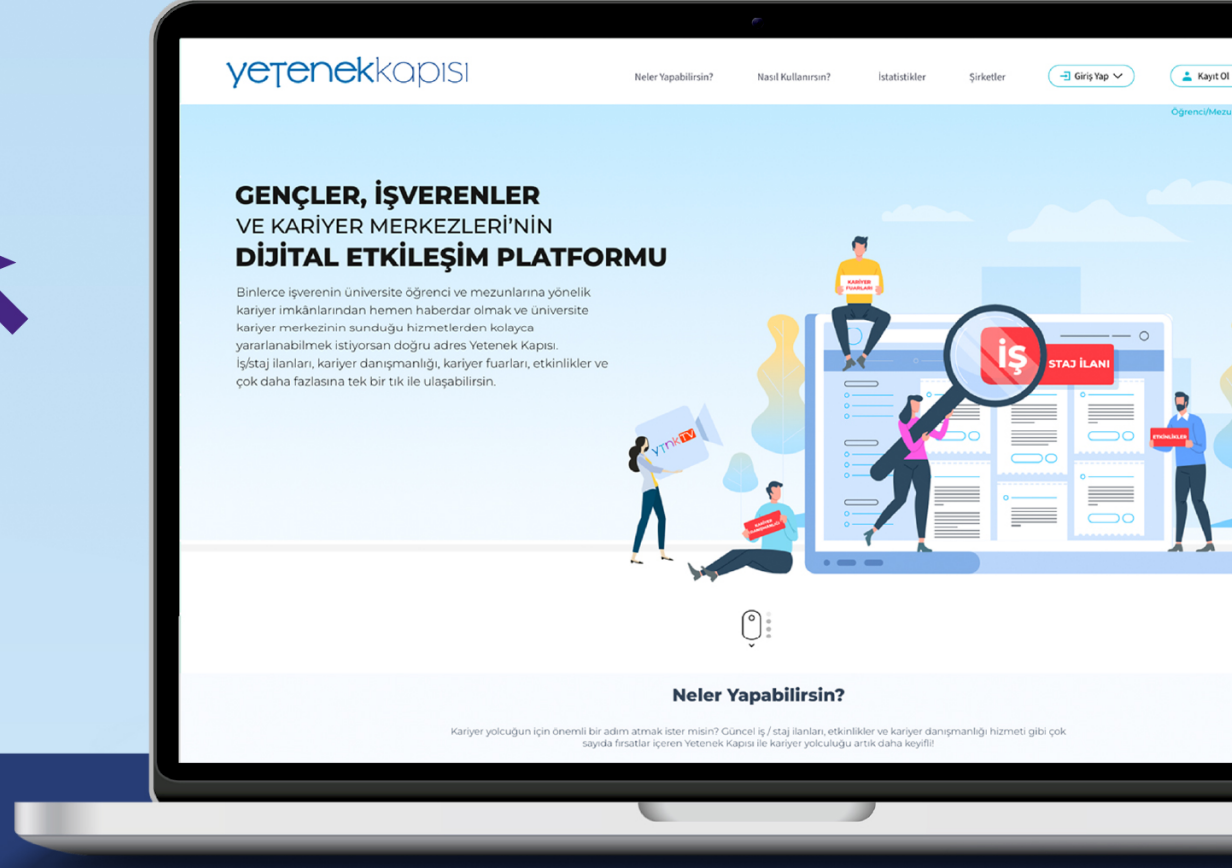 yetenekkapısı
Neler Yapabilirsin?
Nasıl Kullanırsın?
İstatistikler
Şirketler
Giriş Yap
Kayıt Ol
Öğrenci/Mezu
GENÇLER, İŞVERENLER
VE KARİYER MERKEZLERİ'NİN
DİJİTAL ETKİLEŞİM PLATFORMU
Binlerce işverenin üniversite öğrenci ve mezunlarına yönelik
kariyer imkânlarından hemen haberdar olmak ve üniversite
kariyer merkezinin sunduğu hizmetlerden kolayca
yararlanabilmek istiyorsan doğru adres Yetenek Kapısı.
İş/staj ilanları, kariyer danışmanlığı, kariyer fuarları, etkinlikler ve
çok daha fazlasına tek bir tık ile ulaşabilirsin.
KARİYER
FUARLARI
İŞ
STAJ İLANI
ETKİNLİKLER
YTnKTV
KARİYER
DANIŞMANLIĞI
Neler Yapabilirsin?
Kariyer yolcuğun için önemli bir adım atmak ister misin? Güncel iş / staj ilanları, etkinlikler ve kariyer danışmanlığı hizmeti gibi çok
sayıda fırsatlar içeren Yetenek Kapısı ile kariyer yolculuğu artık daha keyifli!